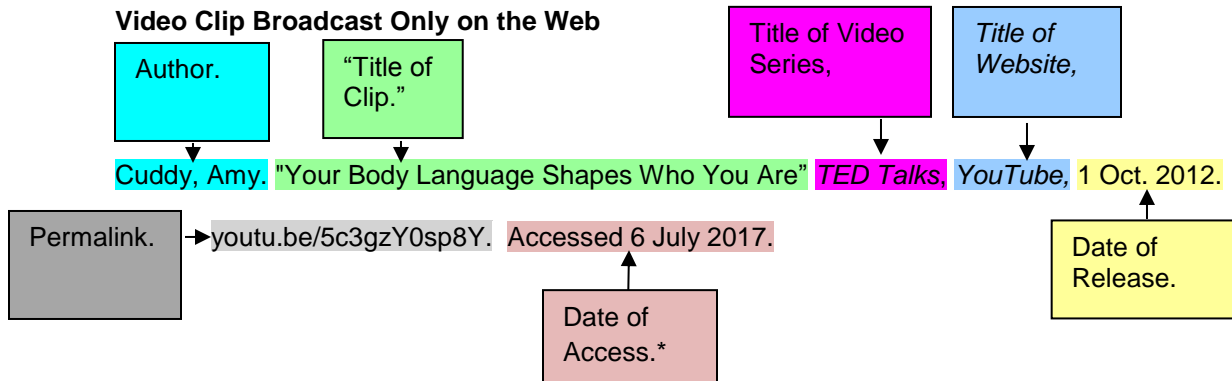 Video Clip Broadcast Only on the Web
Author.
“Title of
Clip.”
Title of Video
Series,
Title of
Website,
Cuddy, Amy. "Your Body Language Shapes Who You Are” TED Talks, YouTube, 1 Oct. 2012.
Permalink.
youtu.be/5c3gzY0sp8Y. Accessed 6 July 2017.
Date of
Access.*
Date of
Release.